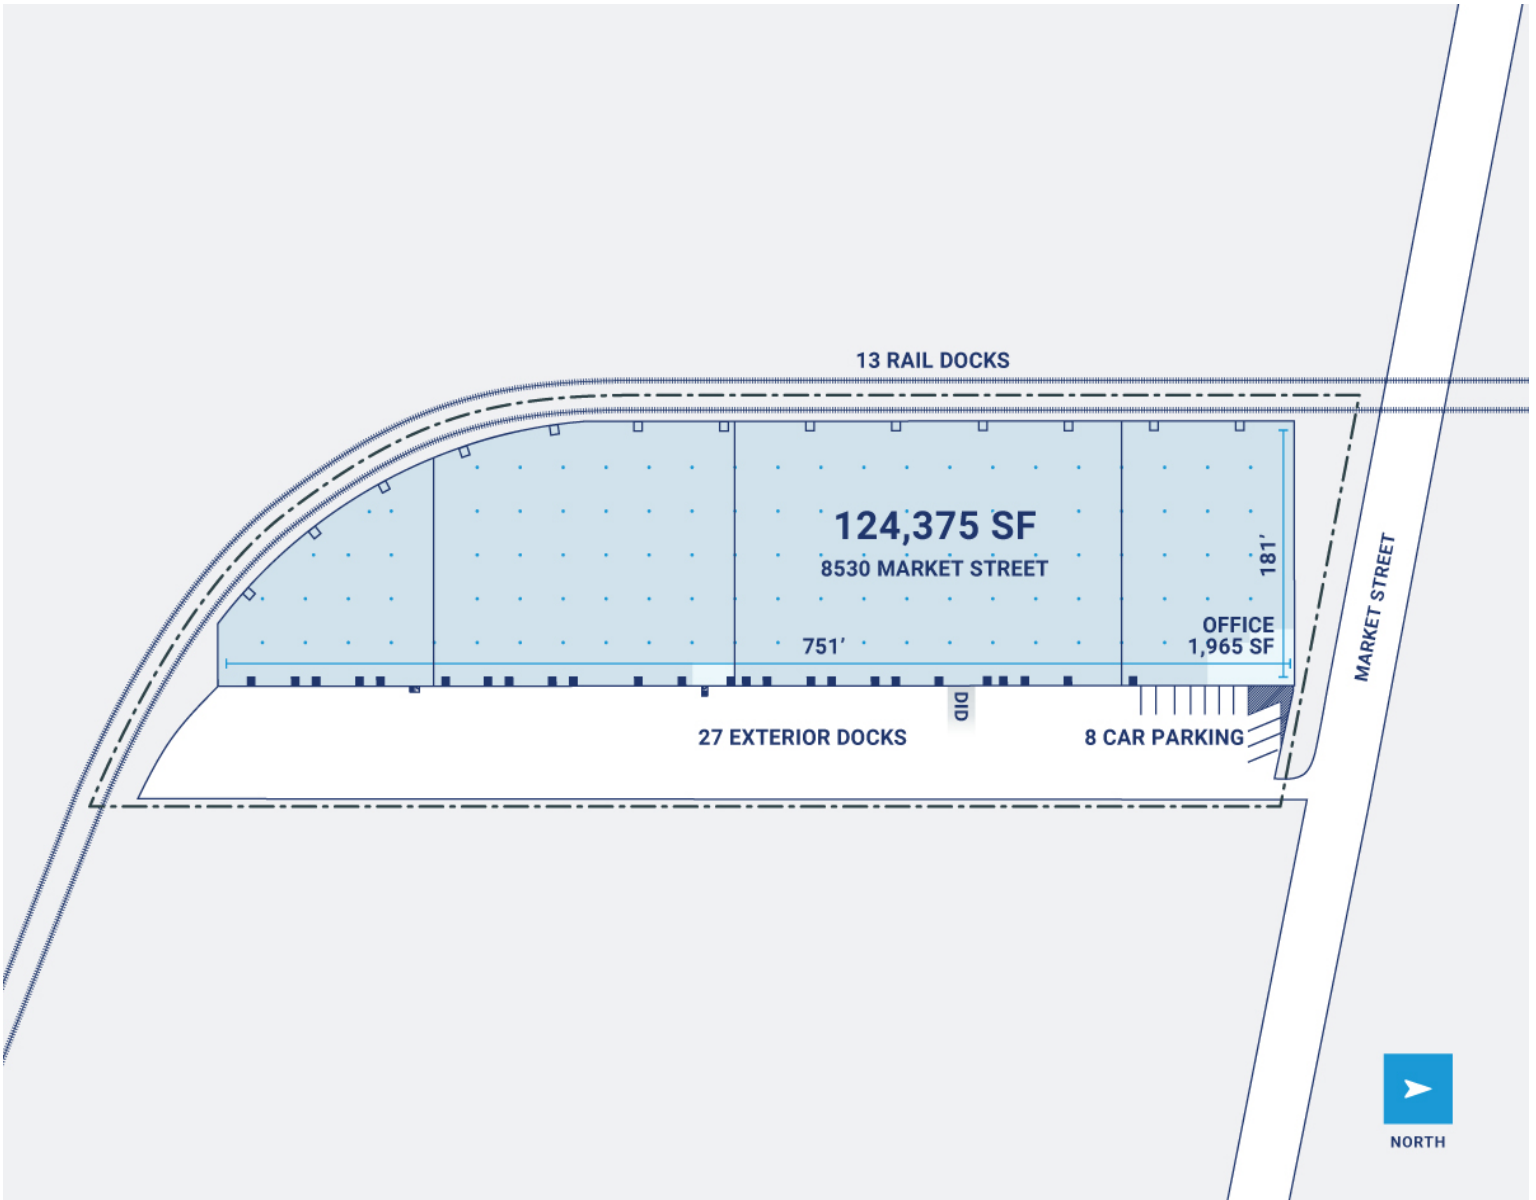 13 RAIL DOCKS
124,375 SF
8530 MARKET STREET
181’
MARKET STREET
OFFICE
1,965 SF
751’
DID
27 EXTERIOR DOCKS
8 CAR PARKING
NORTH